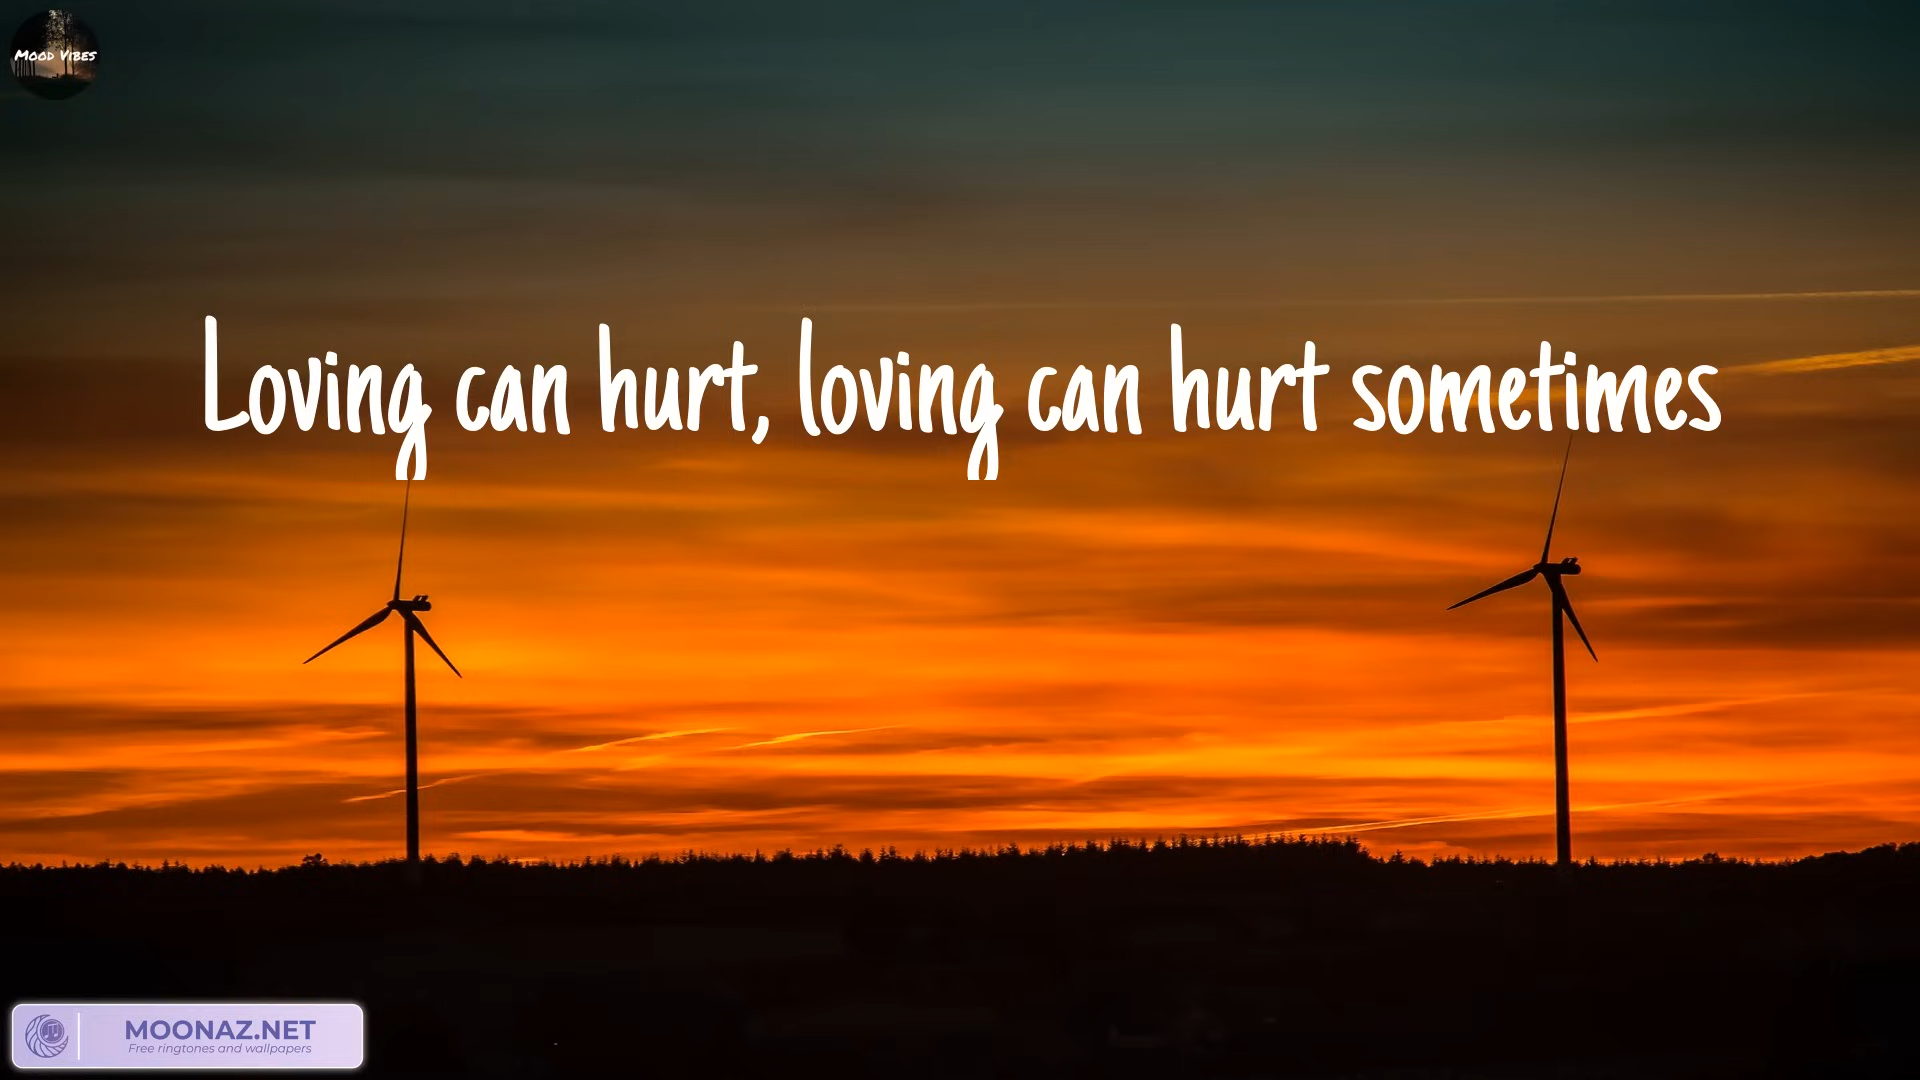 Mood Vibes
Loving can hurt, loving can hurt sometimes
MOONAZ.NET
Free ringtones and wallpapers